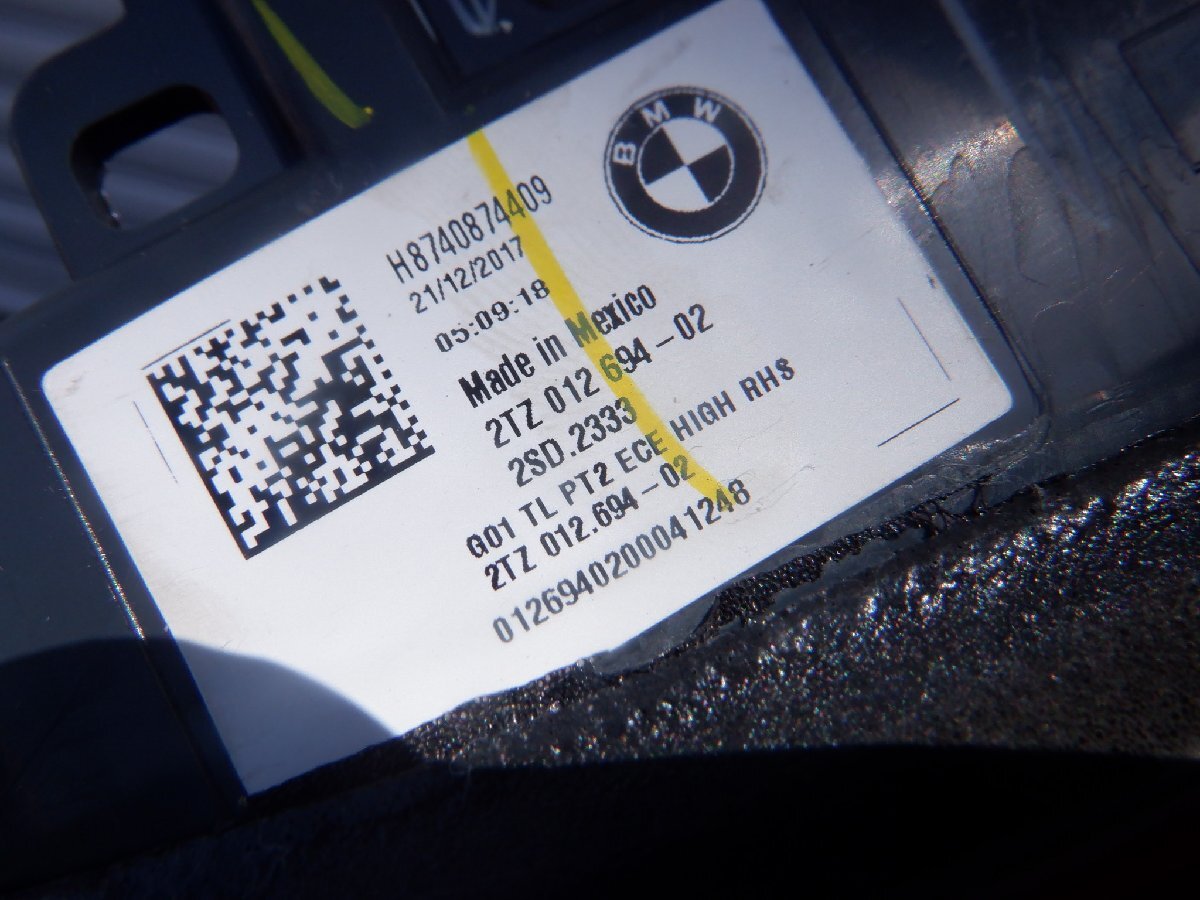 BMW
H8740874409
21/12/2017
05:09:18
Made in Mexico
2TZ 012 694-02
2SD.2333
G01 TL PT2 ECE HIGH RHS
2TZ 012.694-02
0126940200041248